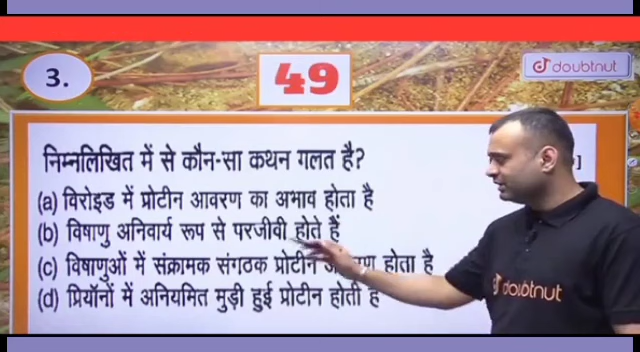 3.
49
doubtnut
निम्नलिखित में से कौन-सा कथन गलत है?
(a) विरोइड में प्रोटीन आवरण का अभाव होता है
(b) विषाणु अनिवार्य रूप से परजीवी होते हैं
(c) विषाणुओं में संक्रामक संगठक प्रोटीन होता है
(d) प्रियॉनों में अनियमित मुड़ी हुई प्रोटीन होती है
doubtnut